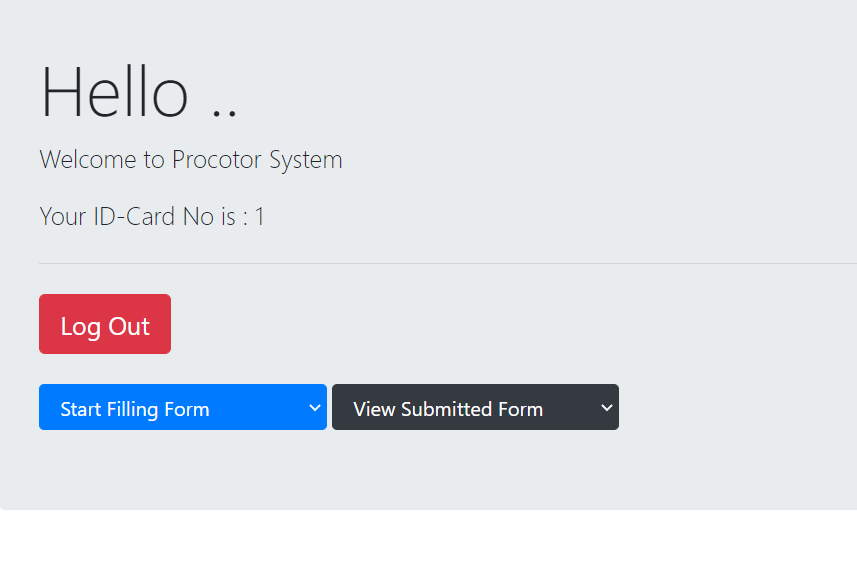 Hello ..
Welcome to Procotor System
Your ID-Card No is : 1
Log Out
Start Filling Form
View Submitted Form